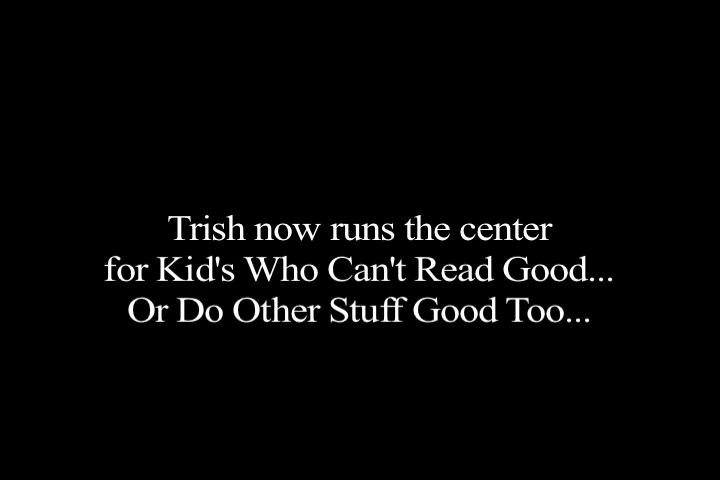 Trish now runs the center
for Kid's Who Can't Read Good...
Or Do Other Stuff Good Too...